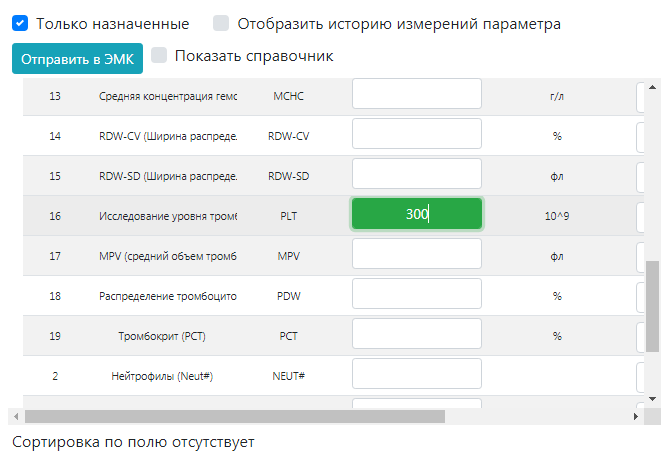 Только назначенные Отобразить историю измерений параметра
Отправить в ЭМК Показать справочник
13 Средняя концентрация гемо MCHC г/л
14 RDW-CV (Ширина распреде. RDW-CV %
15 RDW-SD (Ширина распреде. RDW-SD фл
16 Исследование уровня тромб PLT 300 10^9
17 MPV (средний объем тромб MPV фл
18 Распределение тромбоцито PDW %
19 Тромбокрит (PCT) PCT %
2 Нейтрофилы (Neut#) NEUT#
Сортировка по полю отсутствует